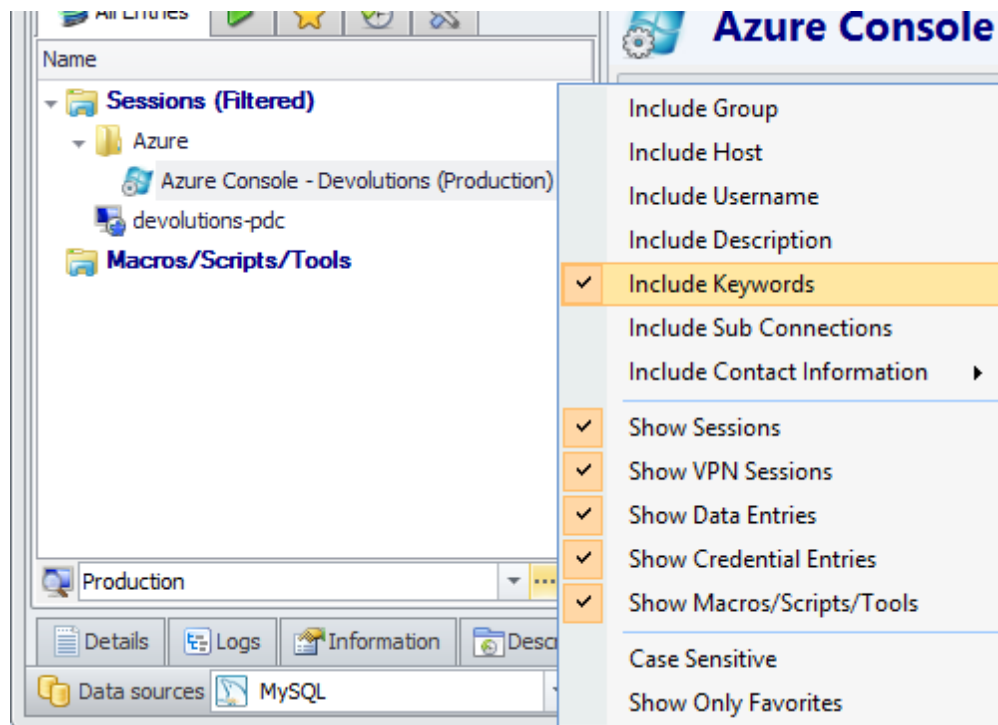 All Entries
Azure Console
Name
Sessions (Filtered)
Azure
Azure Console - Devolutions (Production)
devolutions-pdc
Macros/Scripts/Tools
Include Group
Include Host
Include Username
Include Description
Include Keywords
Include Sub Connections
Include Contact Information
Show Sessions
Show VPN Sessions
Show Data Entries
Show Credential Entries
Show Macros/Scripts/Tools
Case Sensitive
Show Only Favorites
Production
Details Logs Information Descr
Data sources MySQL